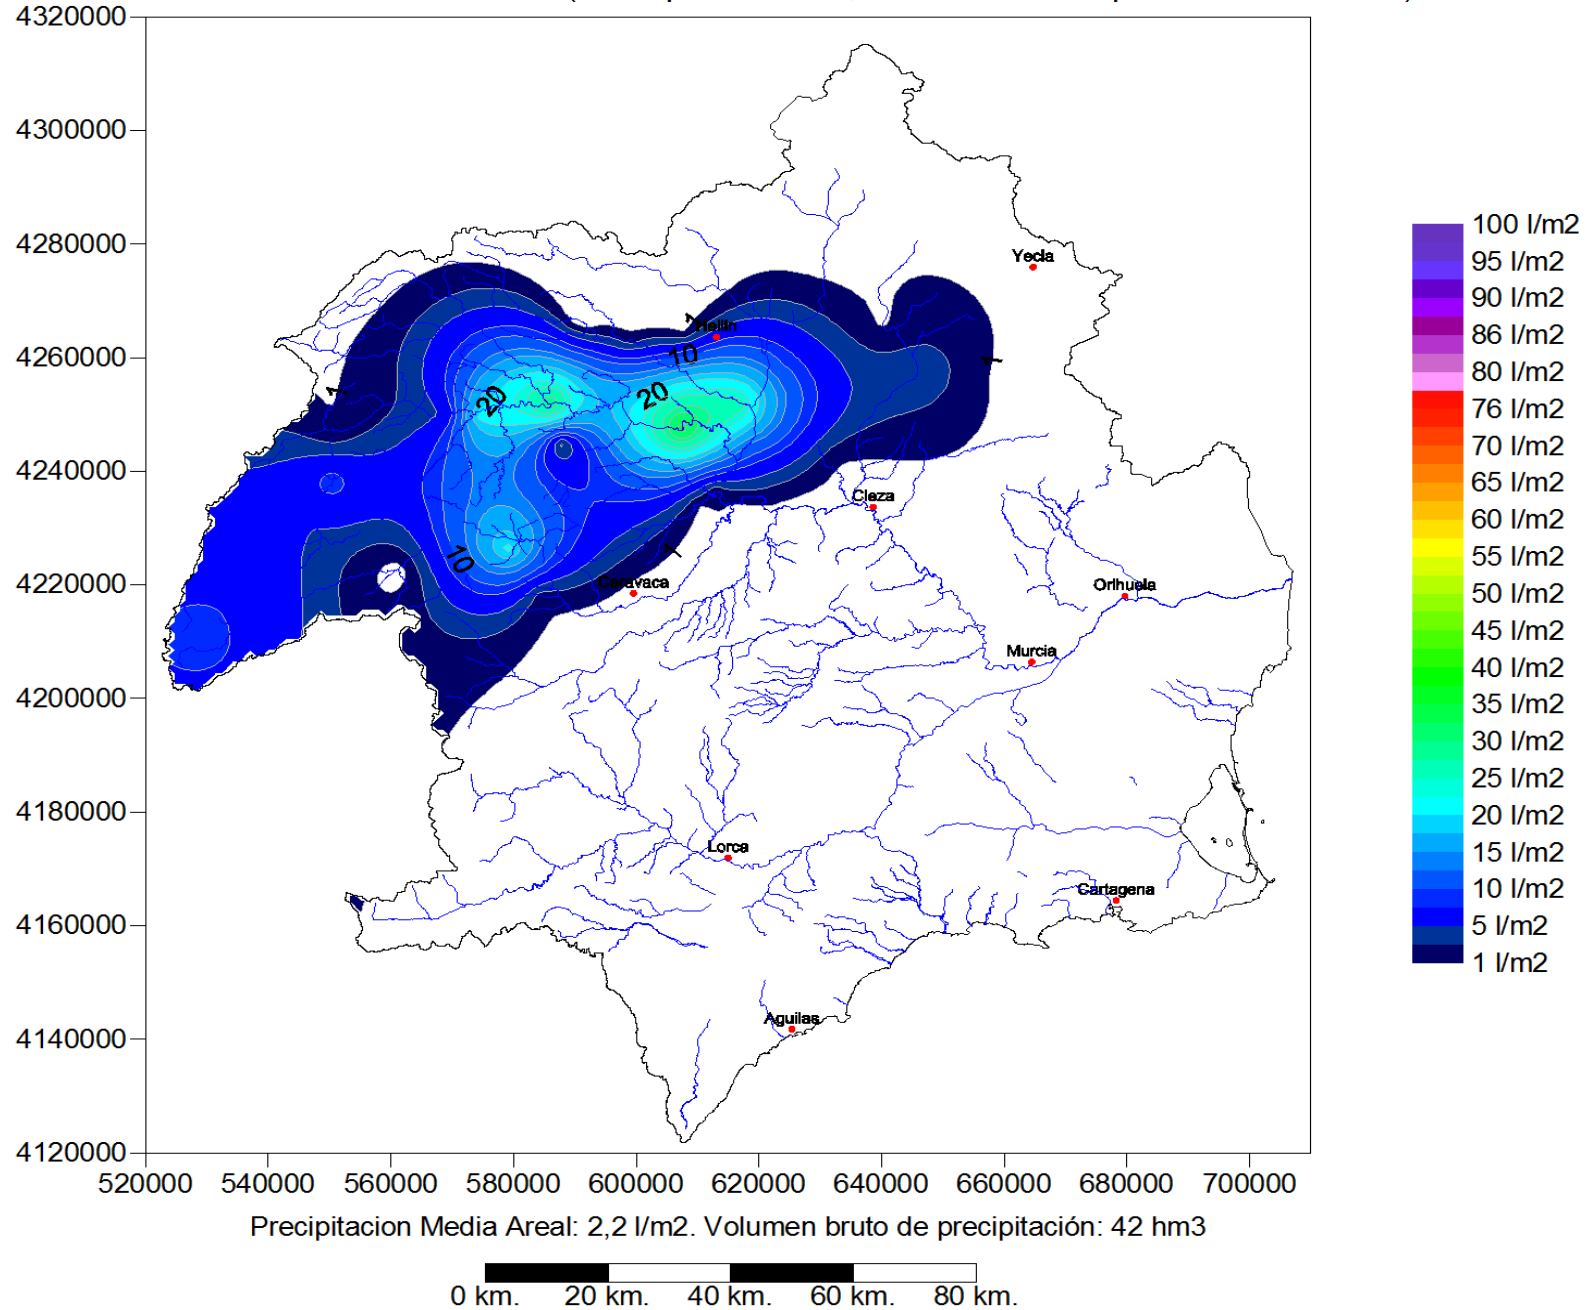 4320000
4300000
4280000
4260000
4240000
4220000
4200000
4180000
4160000
4140000
4120000
520000 540000 560000 580000 600000 620000 640000 660000 680000 700000
Yecla
Hellin
Cieza
Caravaca
Orihuela
Murcia
Lorca
Cartagena
Aguilas
1
1
1
1
10
10
20
20
100 l/m2
95 l/m2
90 l/m2
86 l/m2
80 l/m2
76 l/m2
70 l/m2
65 l/m2
60 l/m2
55 l/m2
50 l/m2
45 l/m2
40 l/m2
35 l/m2
30 l/m2
25 l/m2
20 l/m2
15 l/m2
10 l/m2
5 l/m2
1 l/m2
Precipitacion Media Areal: 2,2 l/m2. Volumen bruto de precipitación: 42 hm3
0 km. 20 km. 40 km. 60 km. 80 km.